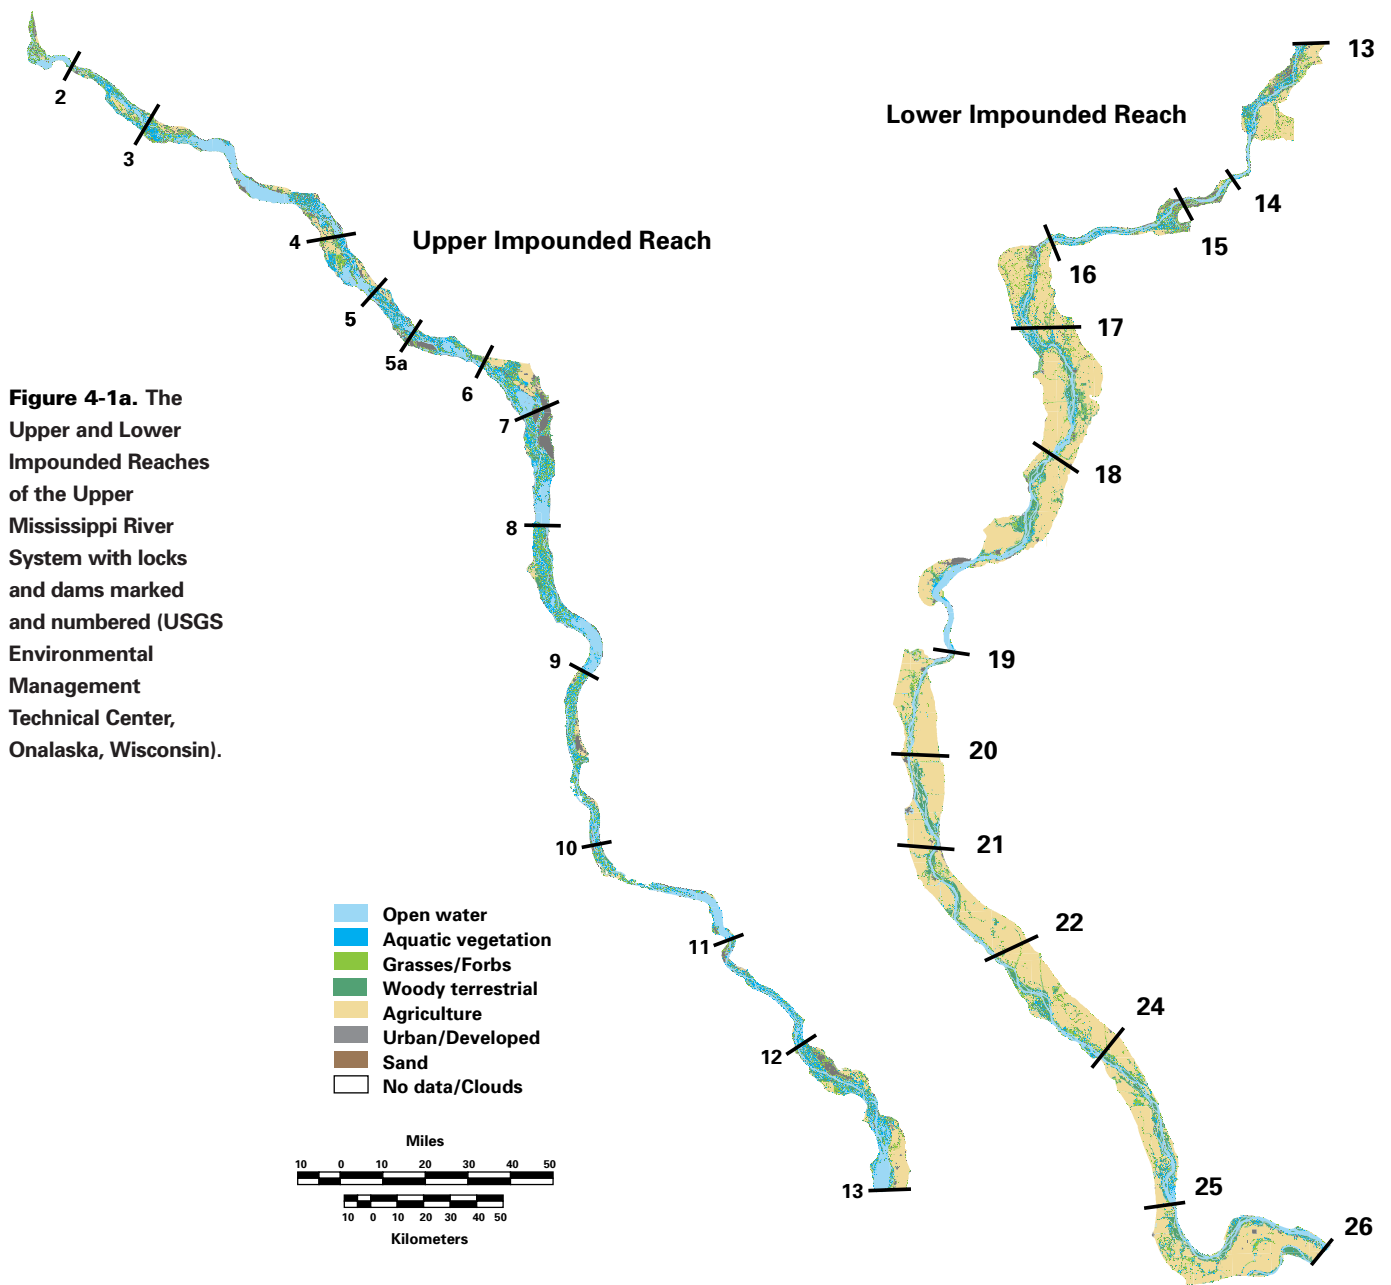 2
3
4
Upper Impounded Reach
5
5a
6
7
8
9
10
11
12
13
Lower Impounded Reach
13
14
15
16
17
18
19
20
21
22
24
25
26
Figure 4-1a. The
Upper and Lower
Impounded Reaches
of the Upper
Mississippi River
System with locks
and dams marked
and numbered (USGS
Environmental
Management
Technical Center,
Onalaska, Wisconsin).
Open water
Aquatic vegetation
Grasses/Forbs
Woody terrestrial
Agriculture
Urban/Developed
Sand
No data/Clouds
Miles
10 0 10 20 30 40 50
10 0 10 20 30 40 50
Kilometers